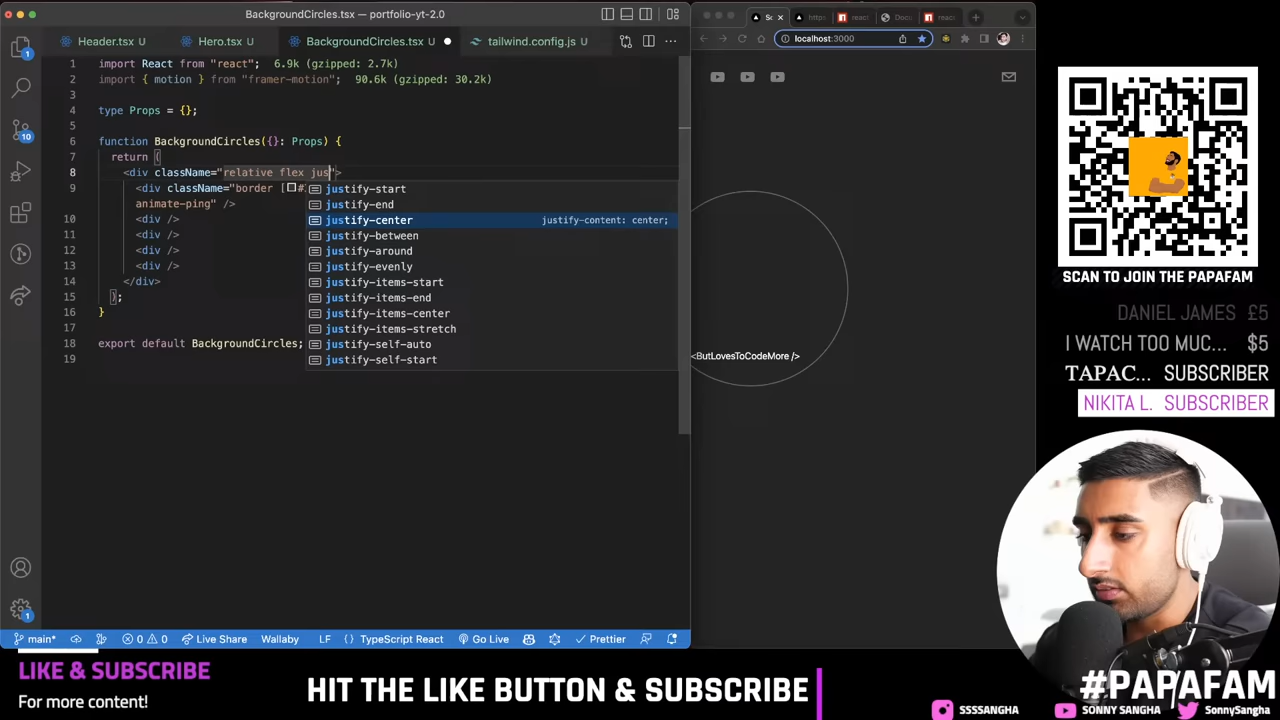 BackgroundCircles.tsx — portfolio-yt-2.0
Header.tsx U
Hero.tsx U
BackgroundCircles.tsx U
tailwind.config.js U
1 import React from "react"; 6.9k (gzipped: 2.7k)
2 import { motion } from "framer-motion"; 90.6k (gzipped: 30.2k)
3
4 type Props = {};
5
6 function BackgroundCircles({}: Props) {
7 return (
8 <div className="relative flex jus">
9 <div className="border [#
animate-ping" />
10 <div />
11 <div />
12 <div />
13 <div />
14 </div>
15 );
16 }
17
18 export default BackgroundCircles;
19
justify-start
justify-end
justify-center justify-content: center;
justify-between
justify-around
justify-evenly
justify-items-start
justify-items-end
justify-items-center
justify-items-stretch
justify-self-auto
justify-self-start
1
10
1
main*
0 0
Live Share
Wallaby
LF
{ } TypeScript React
Go Live
Prettier
https
react
Docu
react
localhost:3000
<ButLovesToCodeMore />
SCAN TO JOIN THE PAPAFAM
DANIEL JAMES £5
I WATCH TOO MUC... $5
TAPAC... SUBSCRIBER
NIKITA L. SUBSCRIBER
LIKE & SUBSCRIBE
For more content!
HIT THE LIKE BUTTON & SUBSCRIBE
#PAPAFAM
SSSSANGHA
SONNY SANGHA
SonnySangha